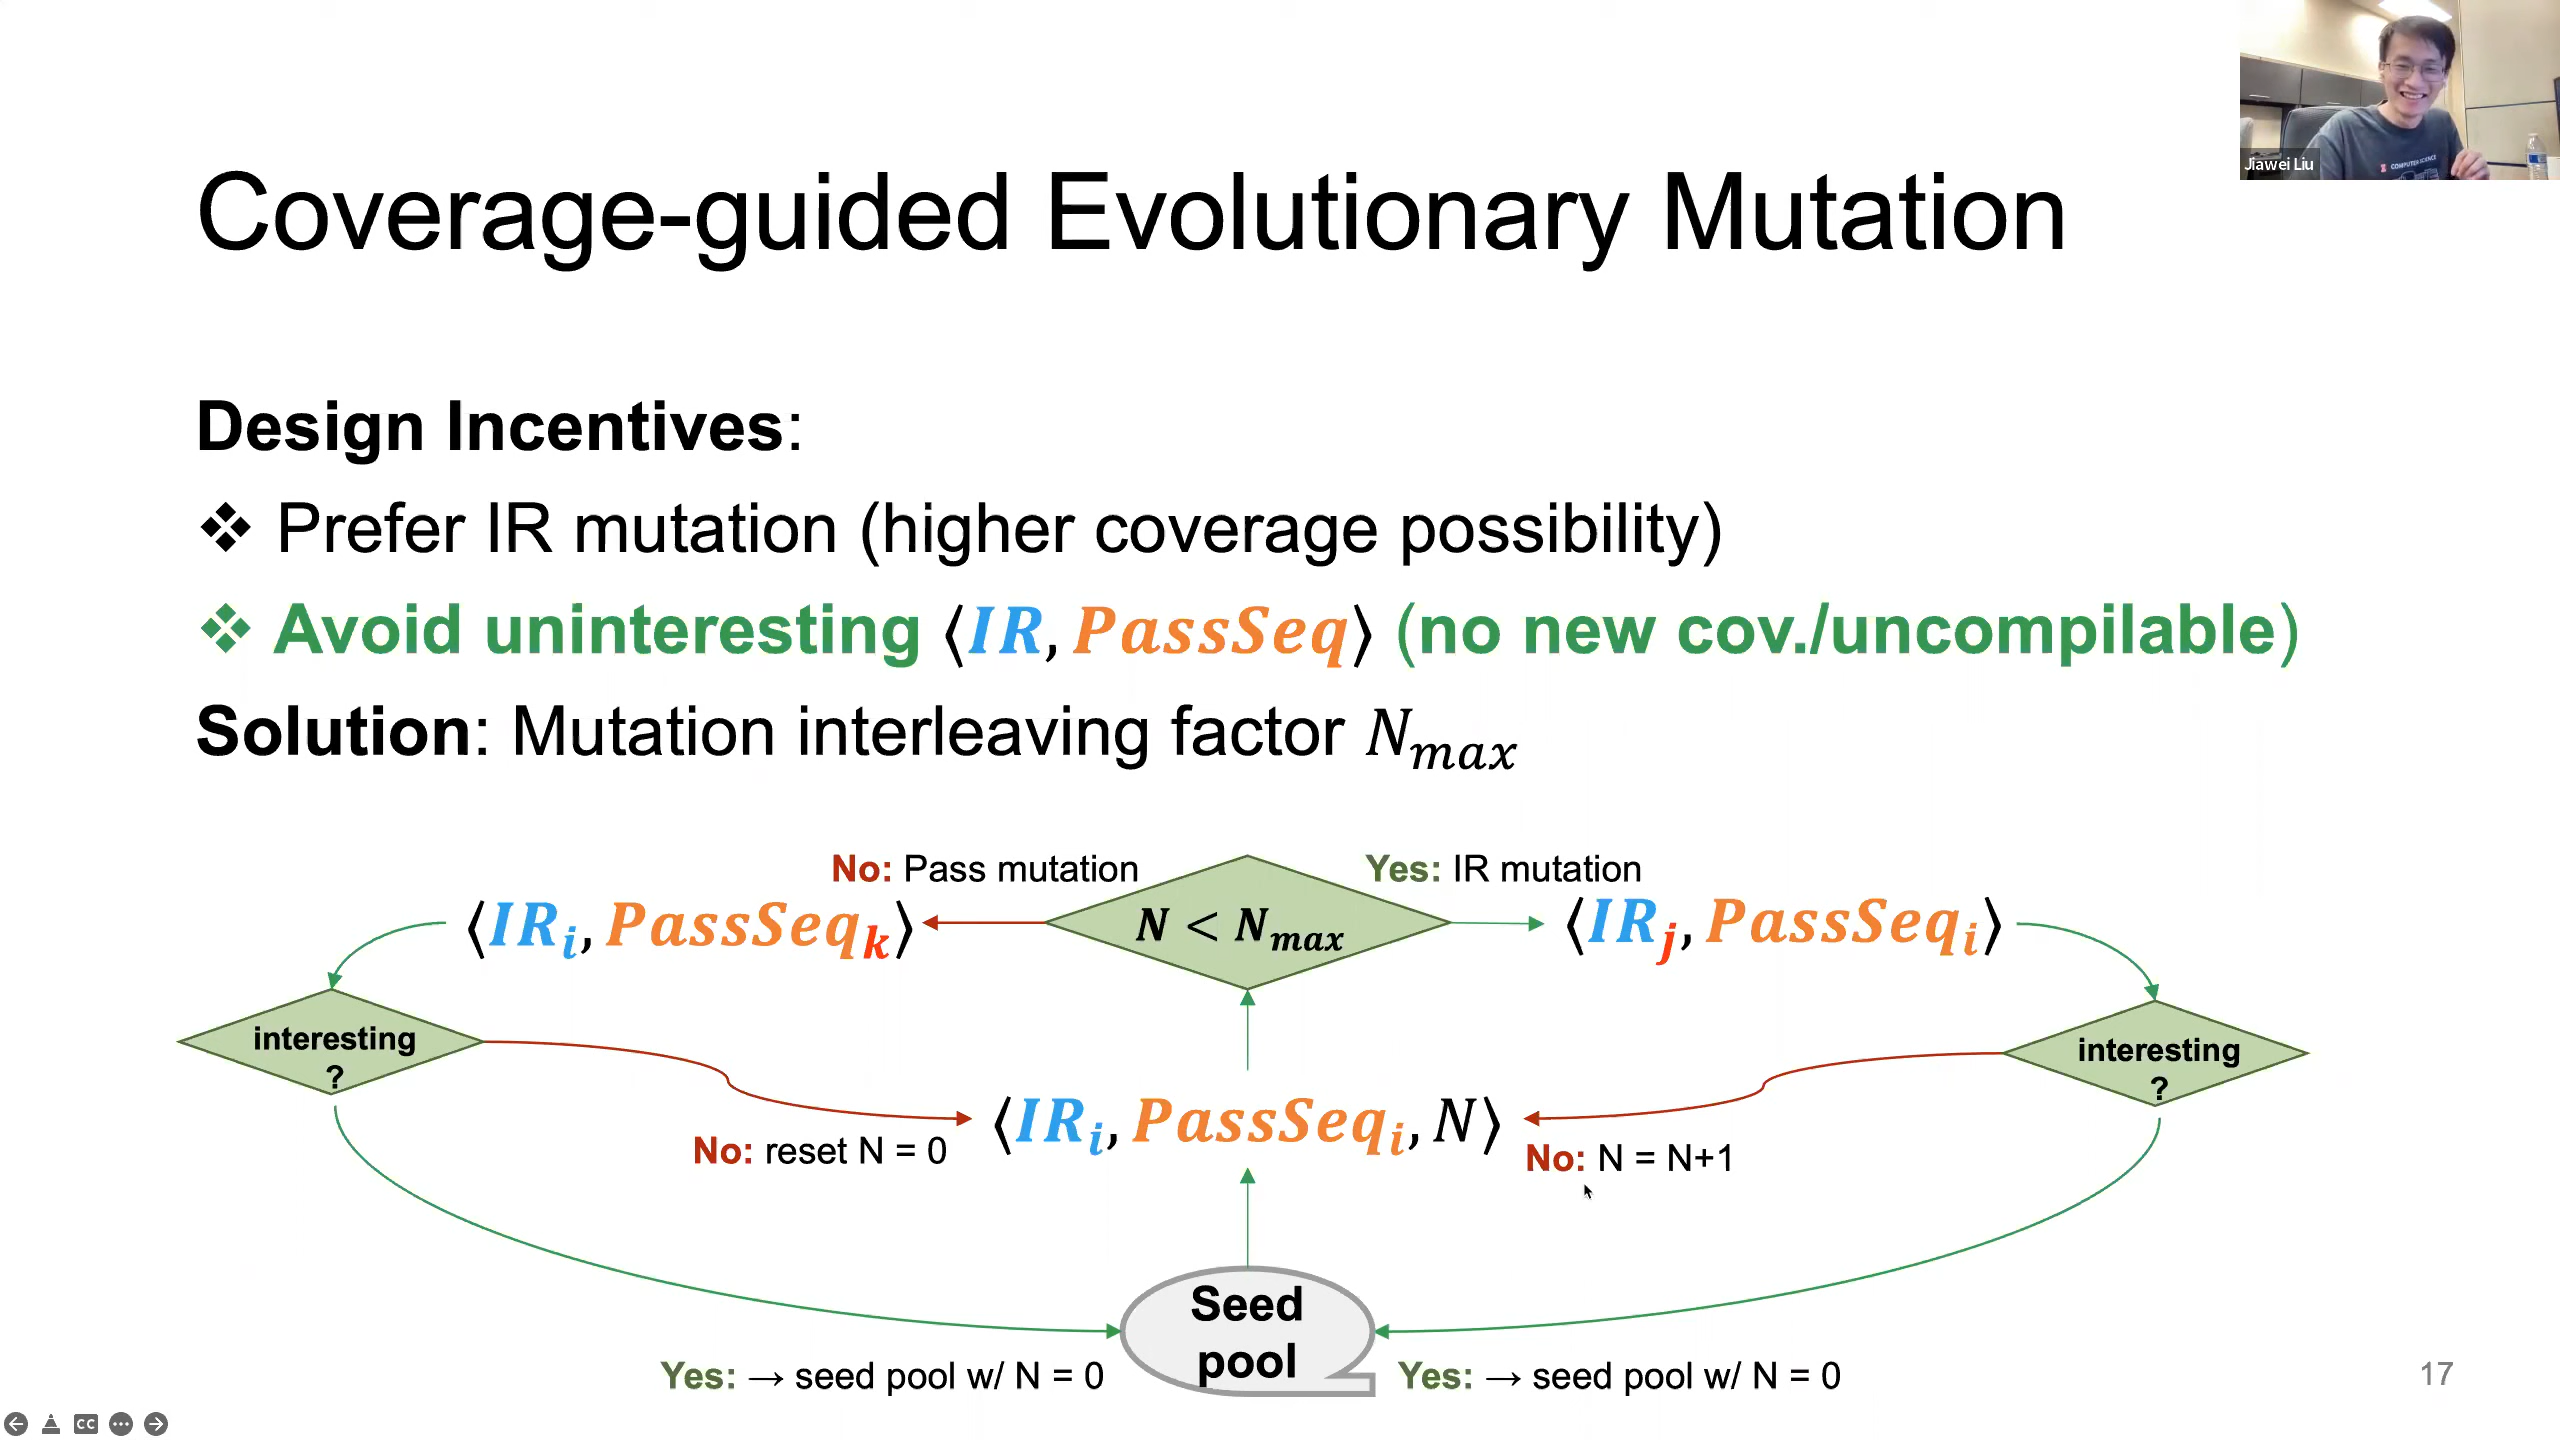 Jiawei Liu
COMPUTER SCIENCE
Coverage-guided Evolutionary Mutation
Design Incentives:
❖ Prefer IR mutation (higher coverage possibility)
❖ Avoid uninteresting ⟨IR, PassSeq⟩ (no new cov./uncompilable)
Solution: Mutation interleaving factor N_max
No: Pass mutation
Yes: IR mutation
⟨IR_i, PassSeq_k⟩
N < N_max
⟨IR_j, PassSeq_i⟩
interesting
?
interesting
?
⟨IR_i, PassSeq_i, N⟩
No: reset N = 0
No: N = N+1
Seed
pool
Yes: → seed pool w/ N = 0
Yes: → seed pool w/ N = 0
17
CC